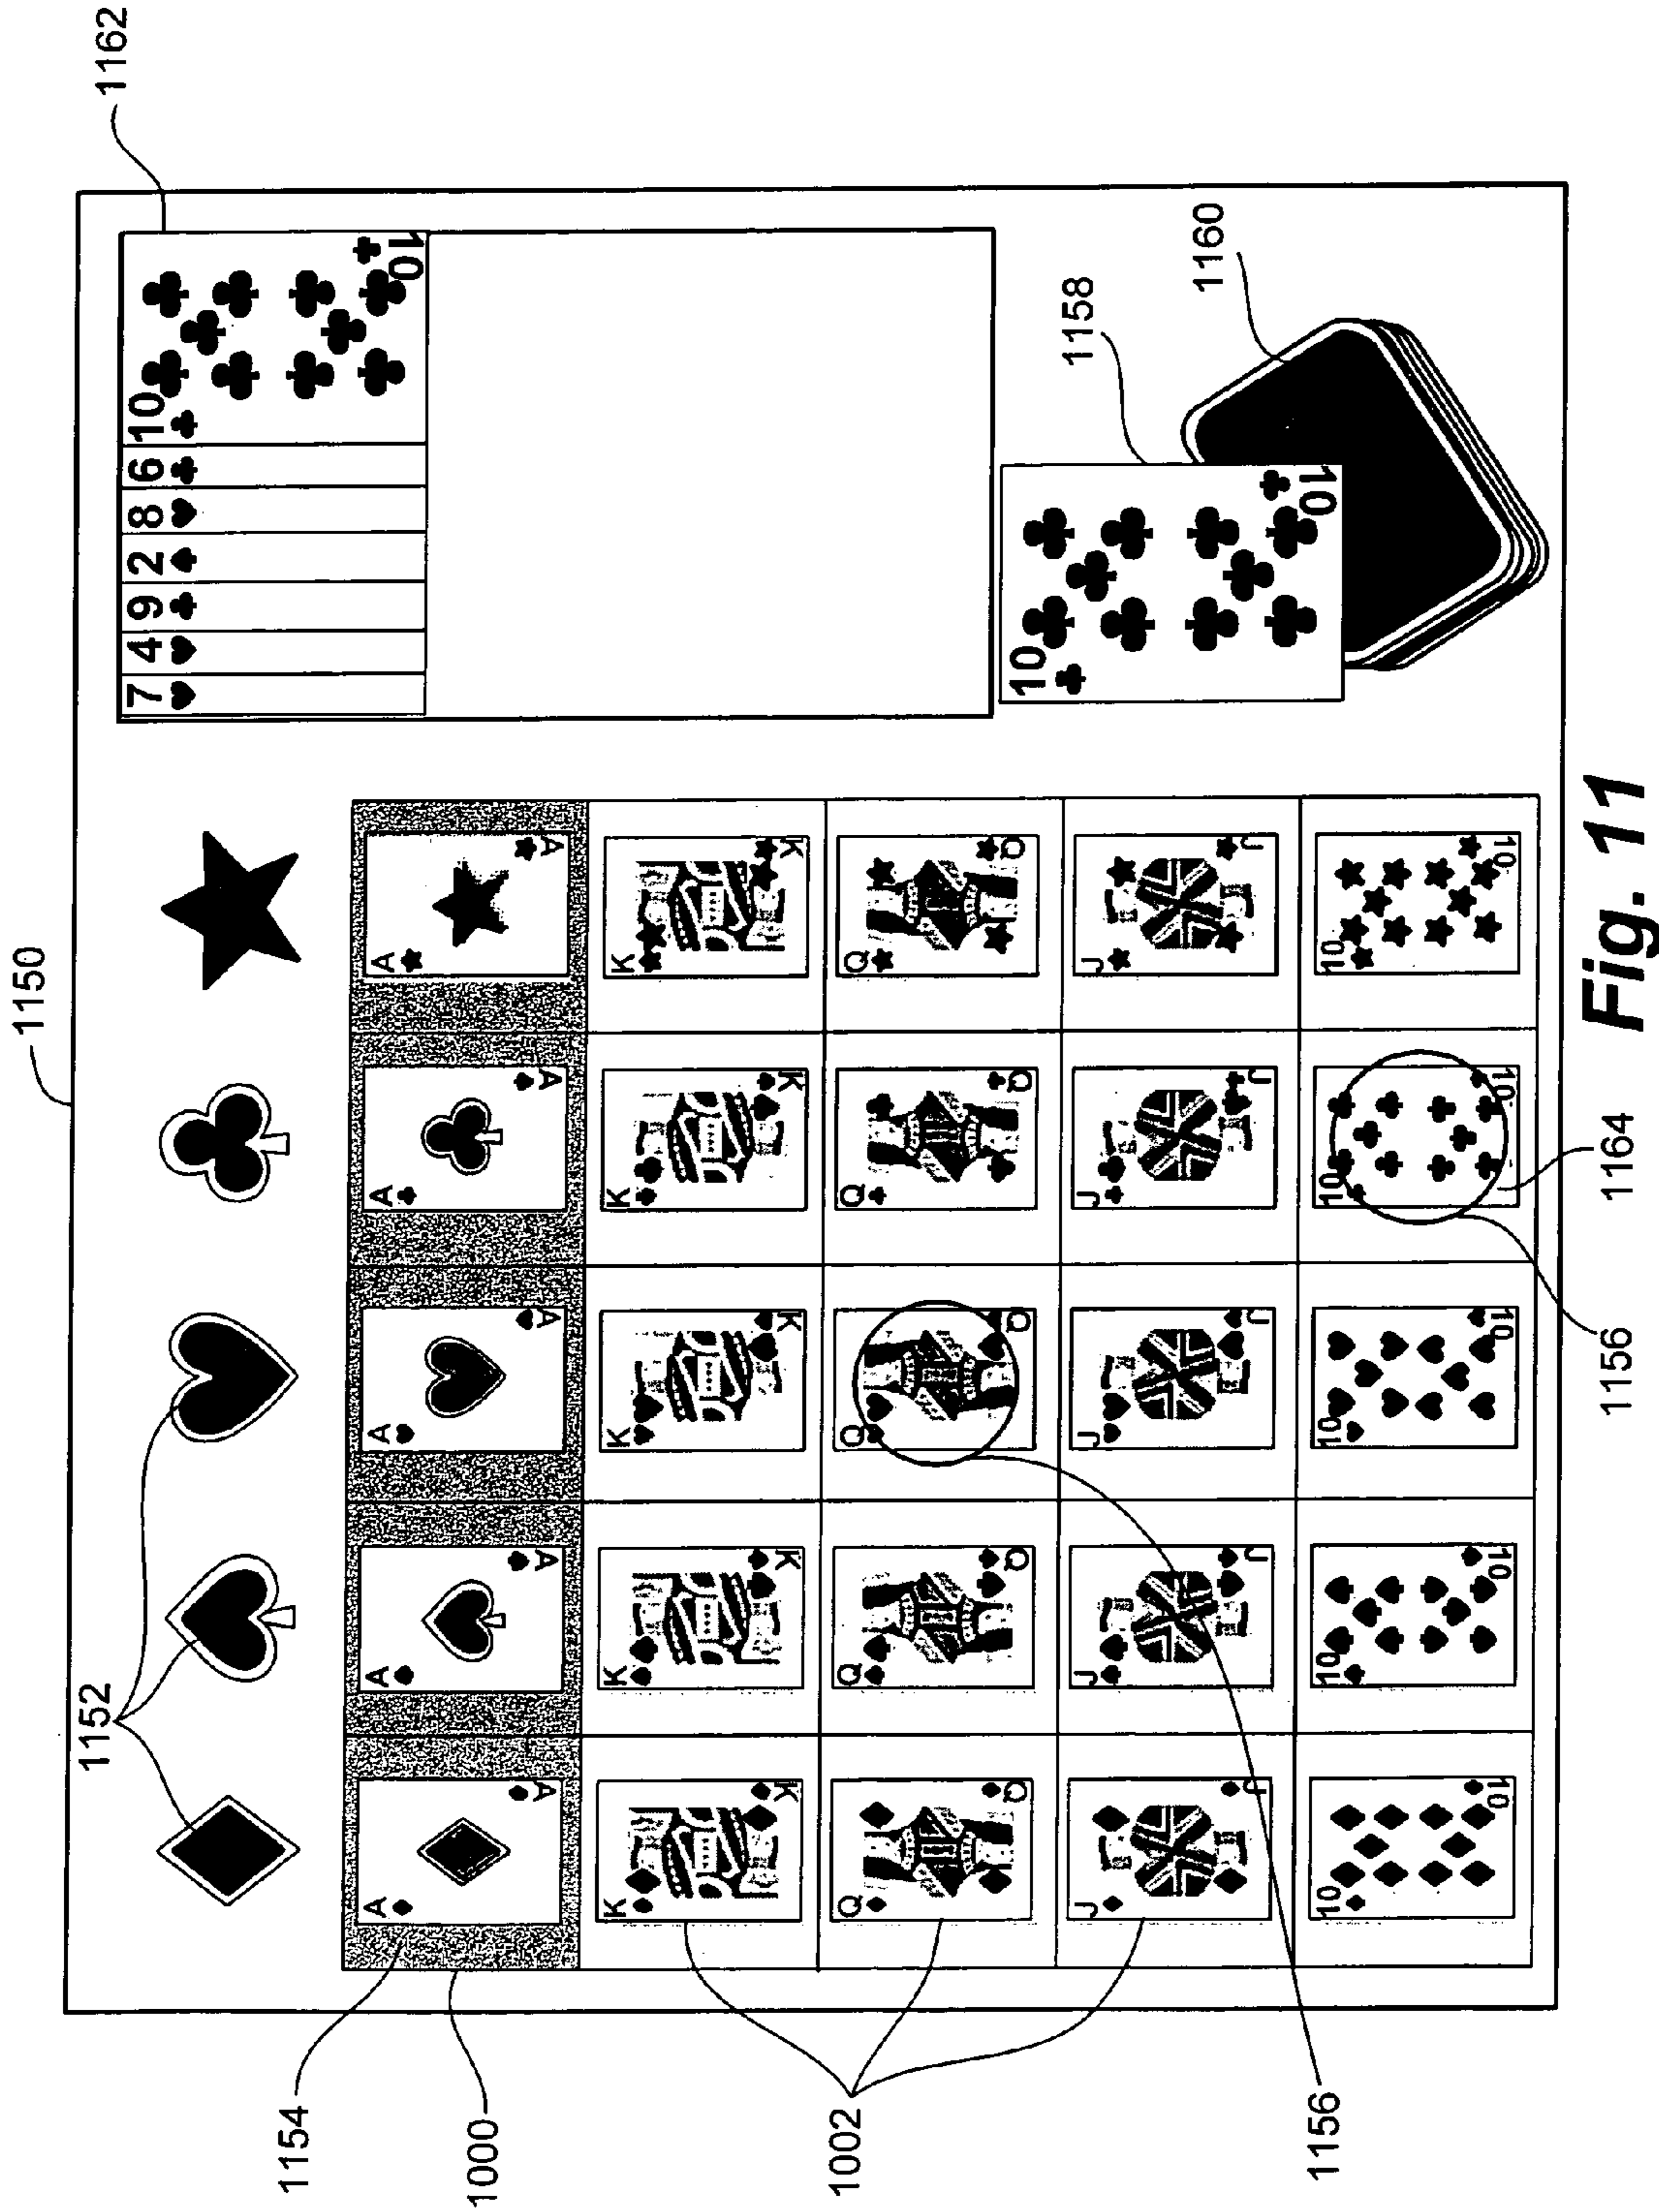 1150
1152
1162
7 4 9 2 8 6 10
10
1154
A A A A A
A A A A A
1000
K K K K K
K K K K K
1158
10
10
1160
1002
Q Q Q Q Q
Q Q Q Q Q
J J J J J
J J J J J
10 10 10 10 10
10 10 10 10 10
1156
1156
1164
Fig. 11